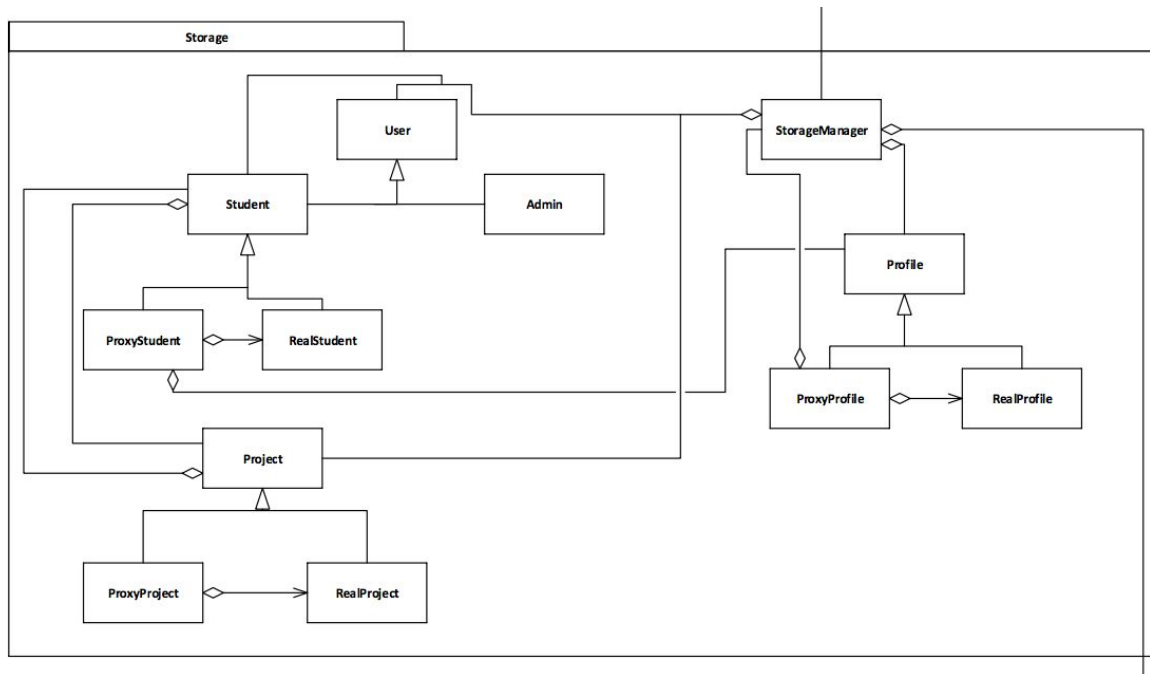 Storage
User
StorageManager
Student
Admin
Profile
ProxyStudent
RealStudent
ProxyProfile
RealProfile
Project
ProxyProject
RealProject